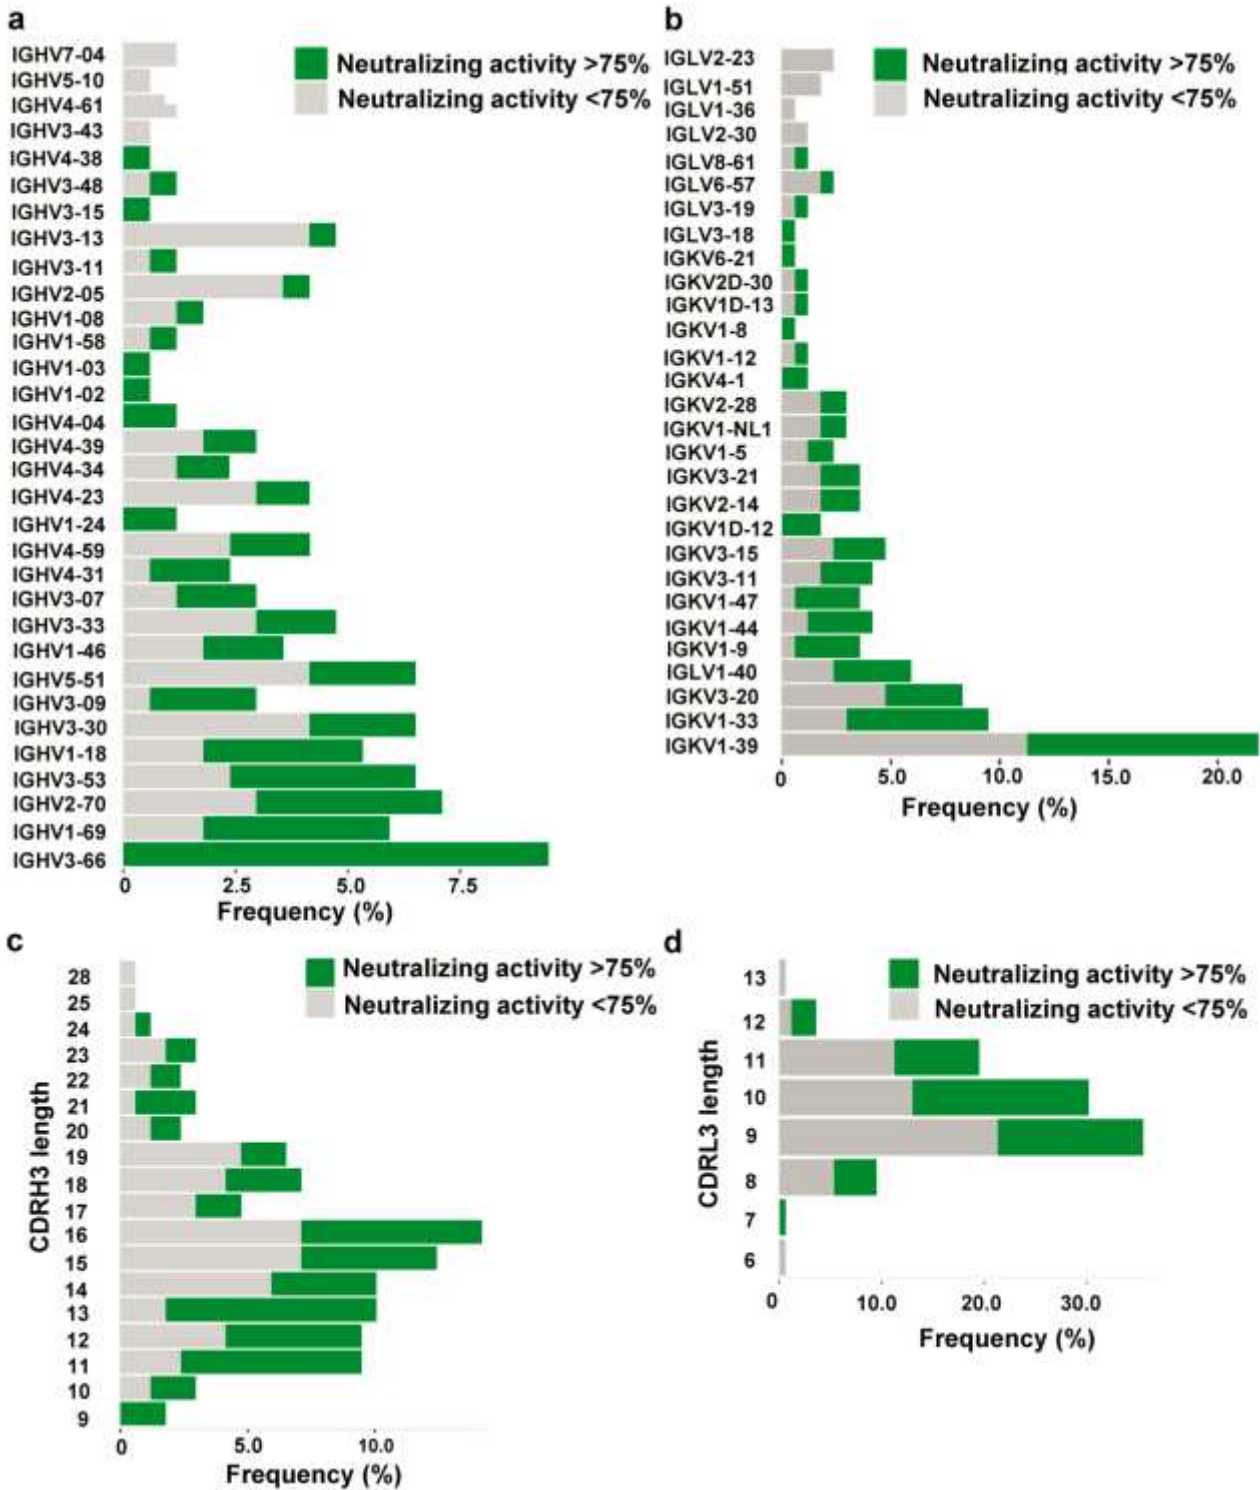 a
IGHV7-04
IGHV5-10
IGHV4-61
IGHV3-43
IGHV4-38
IGHV3-48
IGHV3-15
IGHV3-13
IGHV3-11
IGHV2-05
IGHV1-08
IGHV1-58
IGHV1-03
IGHV1-02
IGHV4-04
IGHV4-39
IGHV4-34
IGHV4-23
IGHV1-24
IGHV4-59
IGHV4-31
IGHV3-07
IGHV3-33
IGHV1-46
IGHV5-51
IGHV3-09
IGHV3-30
IGHV1-18
IGHV3-53
IGHV2-70
IGHV1-69
IGHV3-66
Neutralizing activity >75%
Neutralizing activity <75%
0 2.5 5.0 7.5
Frequency (%)
b
IGLV2-23
IGLV1-51
IGLV1-36
IGLV2-30
IGLV8-61
IGLV6-57
IGLV3-19
IGLV3-18
IGKV6-21
IGKV2D-30
IGKV1D-13
IGKV1-8
IGKV1-12
IGKV4-1
IGKV2-28
IGKV1-NL1
IGKV1-5
IGKV3-21
IGKV2-14
IGKV1D-12
IGKV3-15
IGKV3-11
IGKV1-47
IGKV1-44
IGKV1-9
IGLV1-40
IGKV3-20
IGKV1-33
IGKV1-39
Neutralizing activity >75%
Neutralizing activity <75%
0 5.0 10.0 15.0 20.0
Frequency (%)
c
CDRH3 length
28
25
24
23
22
21
20
19
18
17
16
15
14
13
12
11
10
9
Neutralizing activity >75%
Neutralizing activity <75%
0 5.0 10.0
Frequency (%)
d
CDRL3 length
13
12
11
10
9
8
7
6
Neutralizing activity >75%
Neutralizing activity <75%
0 10.0 20.0 30.0
Frequency (%)